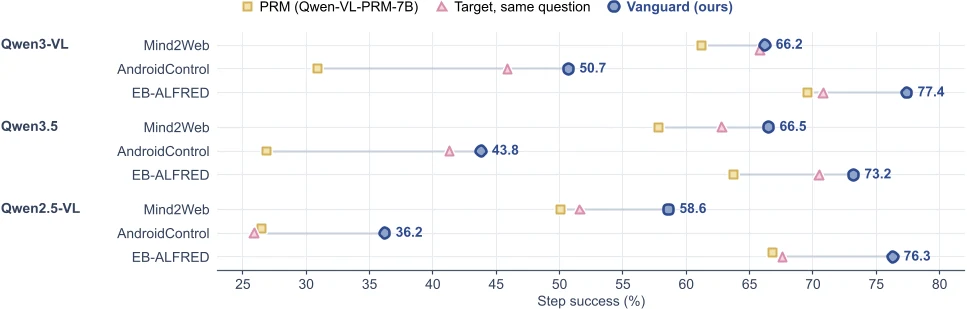 PRM (Qwen-VL-PRM-7B) Target, same question Vanguard (ours)
Qwen3-VL Mind2Web 66.2
AndroidControl 50.7
EB-ALFRED 77.4
Qwen3.5 Mind2Web 66.5
AndroidControl 43.8
EB-ALFRED 73.2
Qwen2.5-VL Mind2Web 58.6
AndroidControl 36.2
EB-ALFRED 76.3
25 30 35 40 45 50 55 60 65 70 75 80
Step success (%)